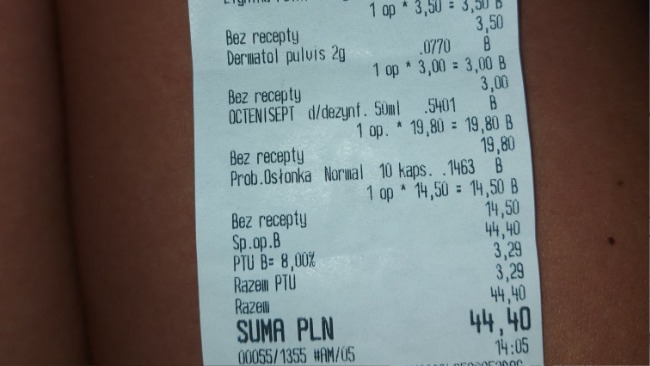 1 op * 3,50 = 3,50 B
3,50
Bez recepty
Dermatol pulvis 2g .0770 B
1 op * 3,00 = 3,00 B
3,00
Bez recepty
OCTENISEPT d/dezynf. 50ml .5401 B
1 op. * 19,80 = 19,80 B
19,80
Bez recepty
Prob.Osłonka Normal 10 kaps. .1463 B
1 op * 14,50 = 14,50 B
14,50
Bez recepty
Sp.op.B 44,40
PTU B= 8,00% 3,29
Razem PTU 3,29
Razem 44,40
SUMA PLN 44,40
00055/1355 #AM/05 14:05